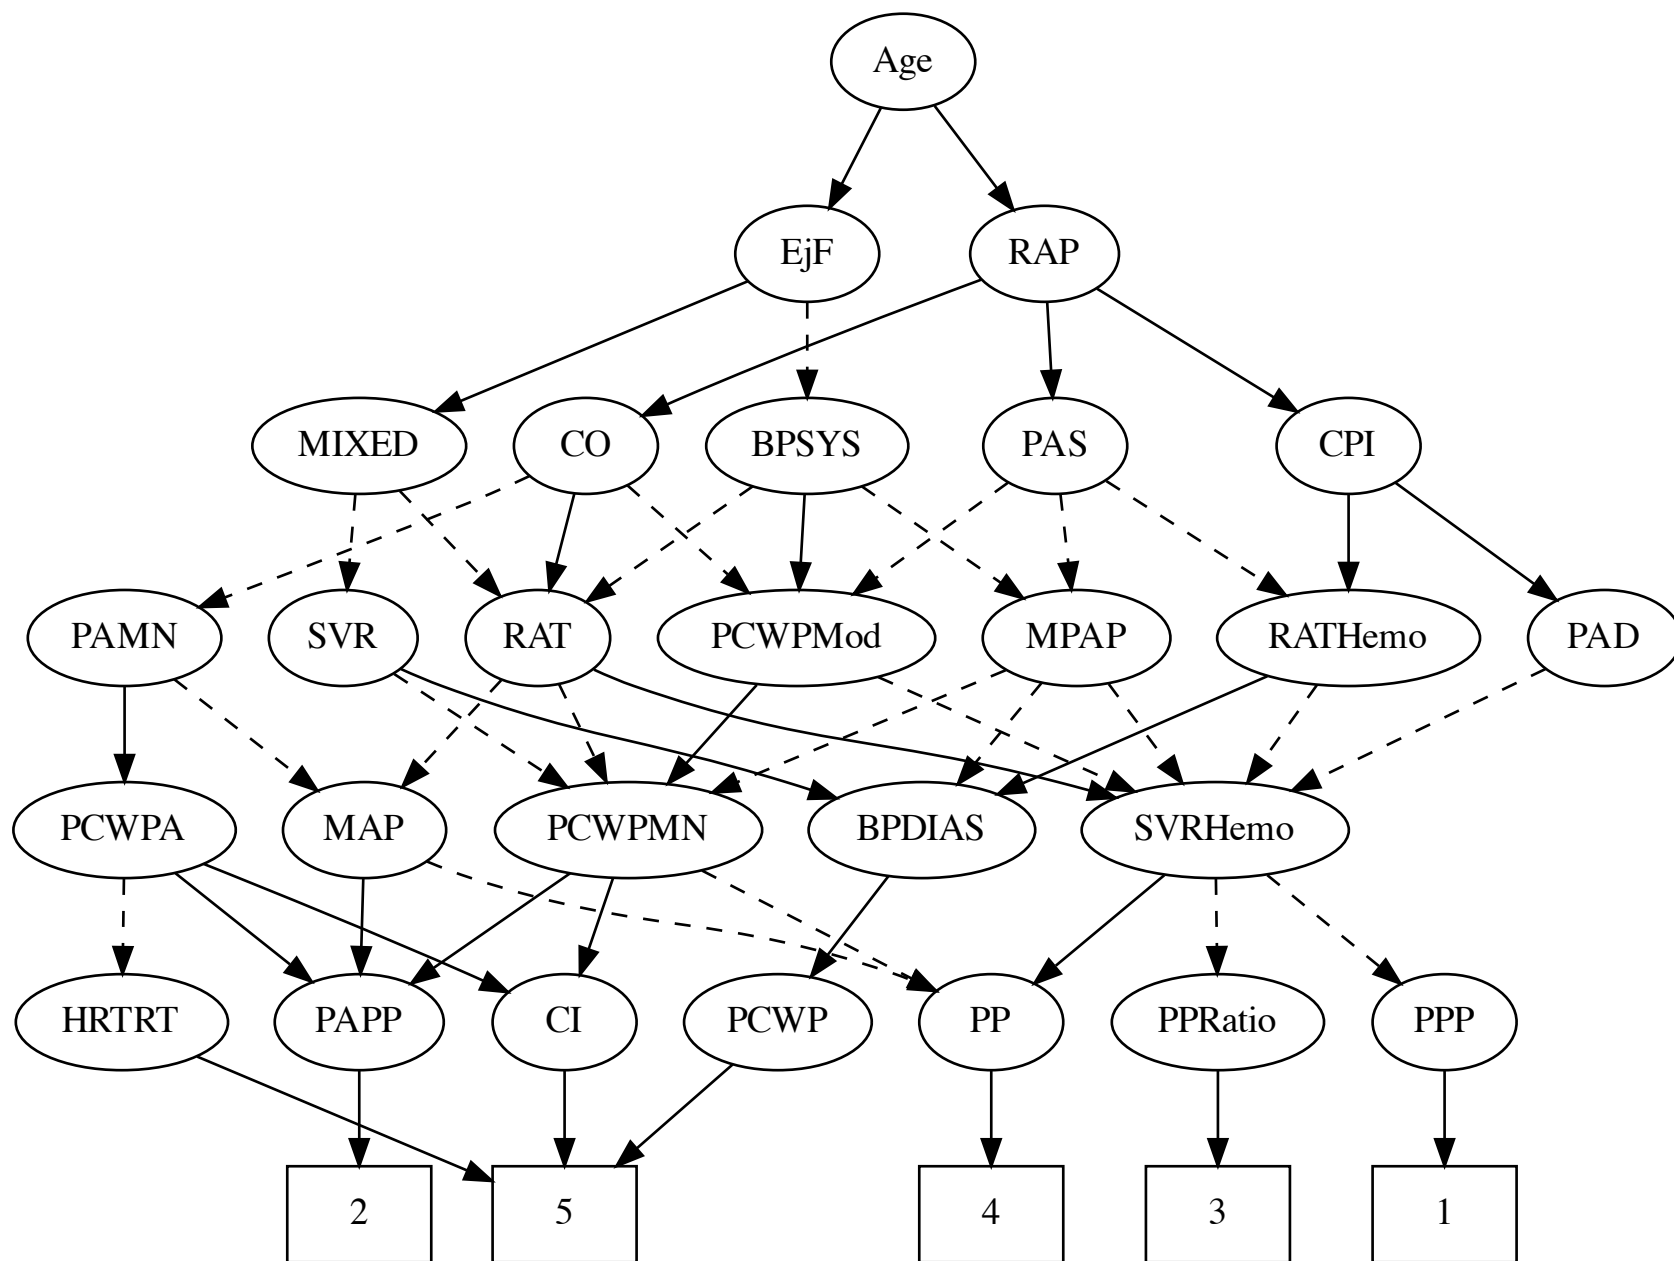 Age
EjF
RAP
MIXED
CO
BPSYS
PAS
CPI
PAMN
SVR
RAT
PCWPMod
MPAP
RATHemo
PAD
PCWPA
MAP
PCWPMN
BPDIAS
SVRHemo
HRTRT
PAPP
CI
PCWP
PP
PPRatio
PPP
2
5
4
3
1